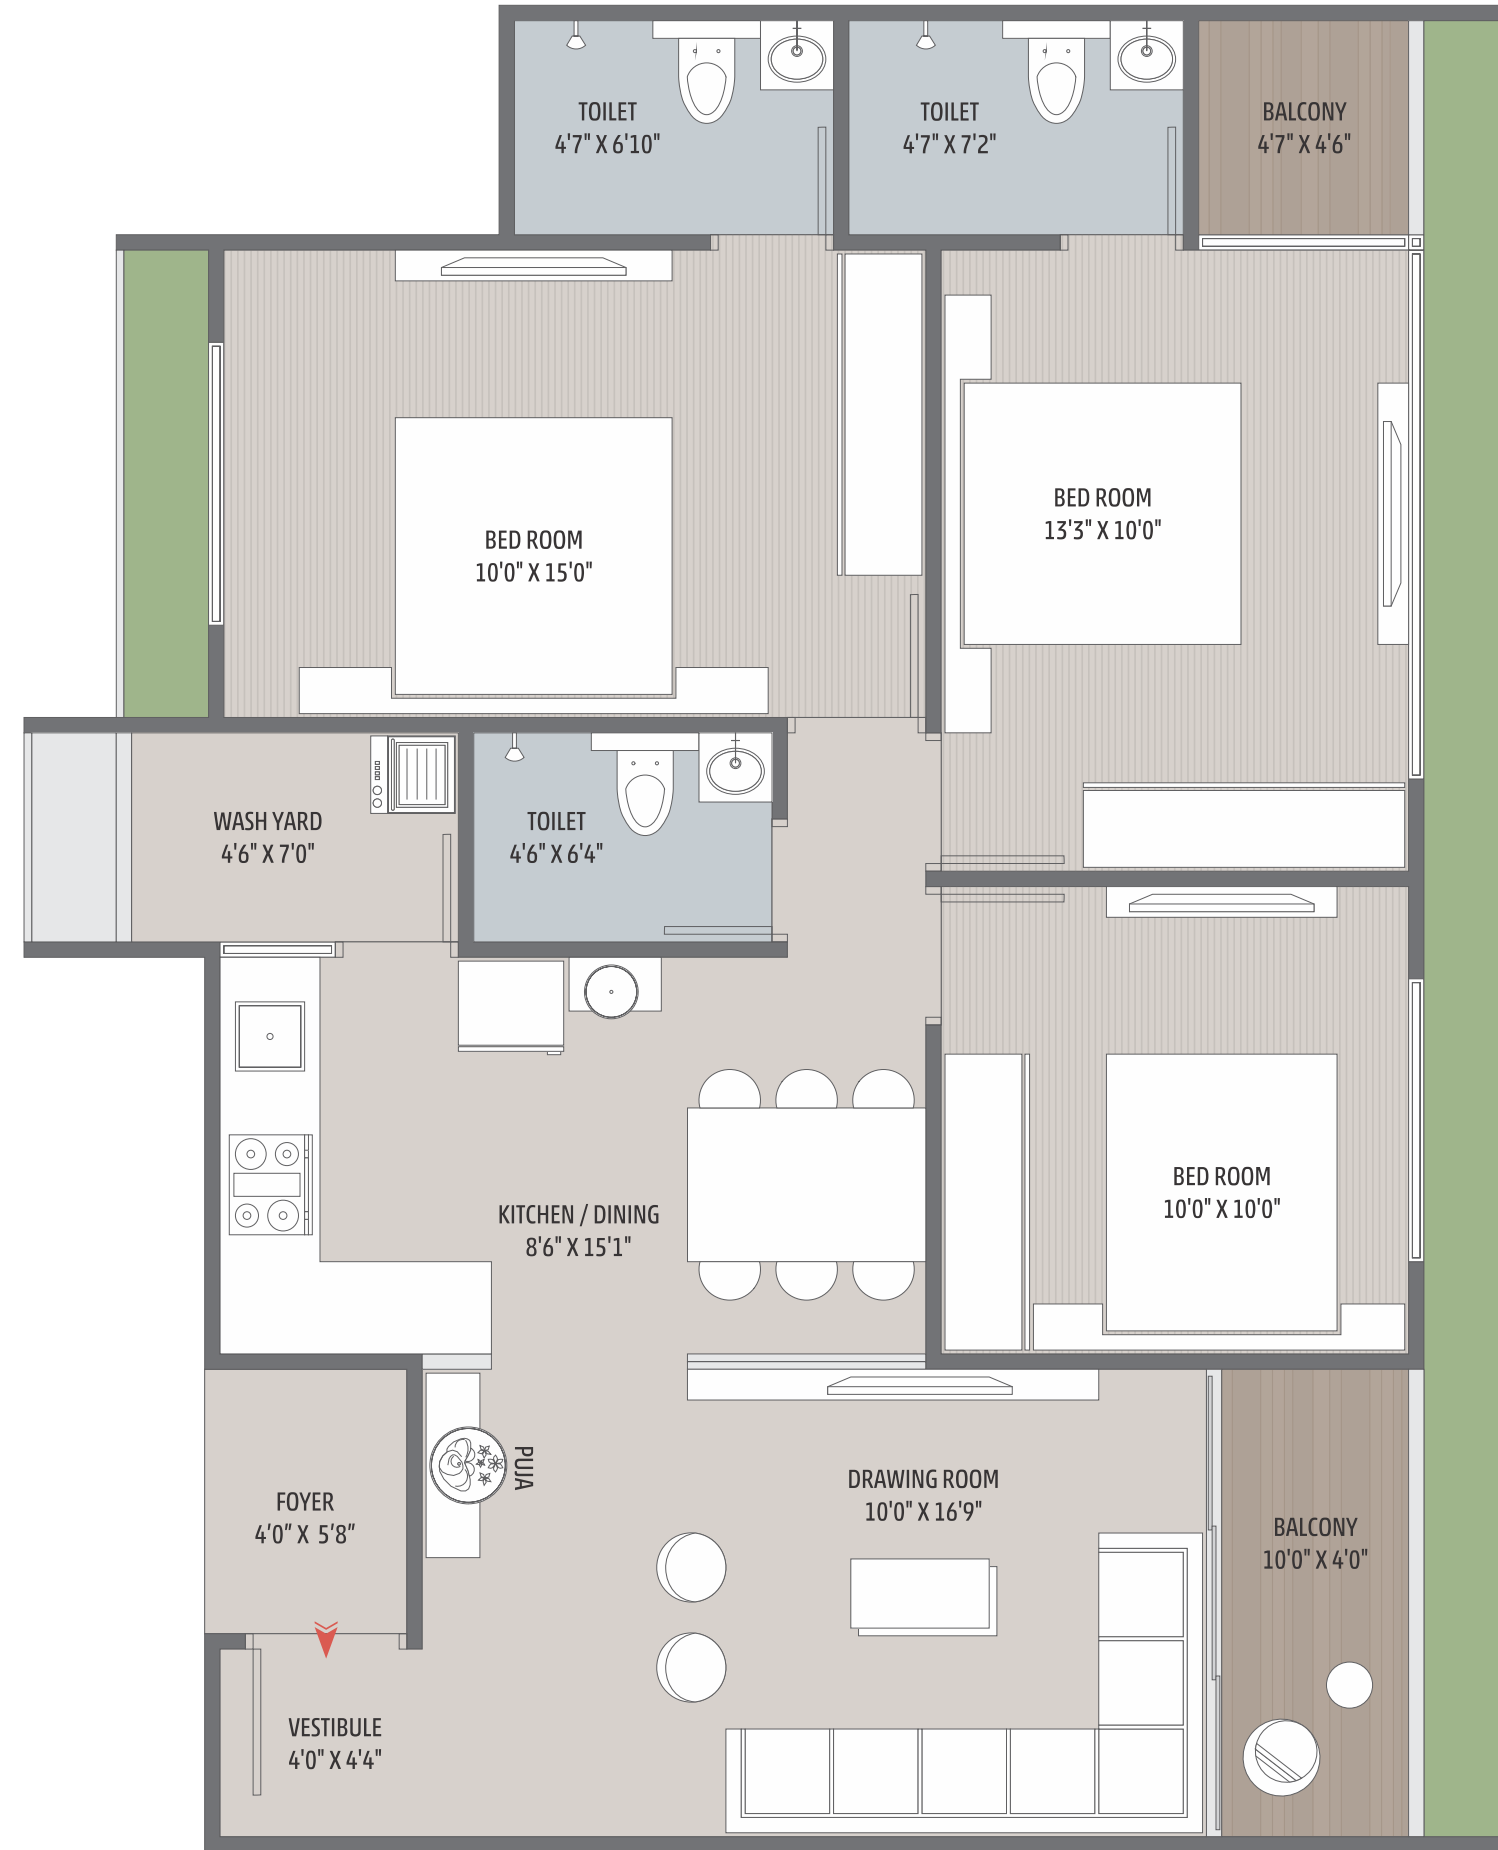 TOILET
4'7" X 6'10"
TOILET
4'7" X 7'2"
BALCONY
4'7" X 4'6"
BED ROOM
10'0" X 15'0"
BED ROOM
13'3" X 10'0"
WASH YARD
4'6" X 7'0"
TOILET
4'6" X 6'4"
BED ROOM
10'0" X 10'0"
KITCHEN / DINING
8'6" X 15'1"
PUJA
DRAWING ROOM
10'0" X 16'9"
FOYER
4’0” X 5’8”
BALCONY
10'0" X 4'0"
VESTIBULE
4'0" X 4'4"